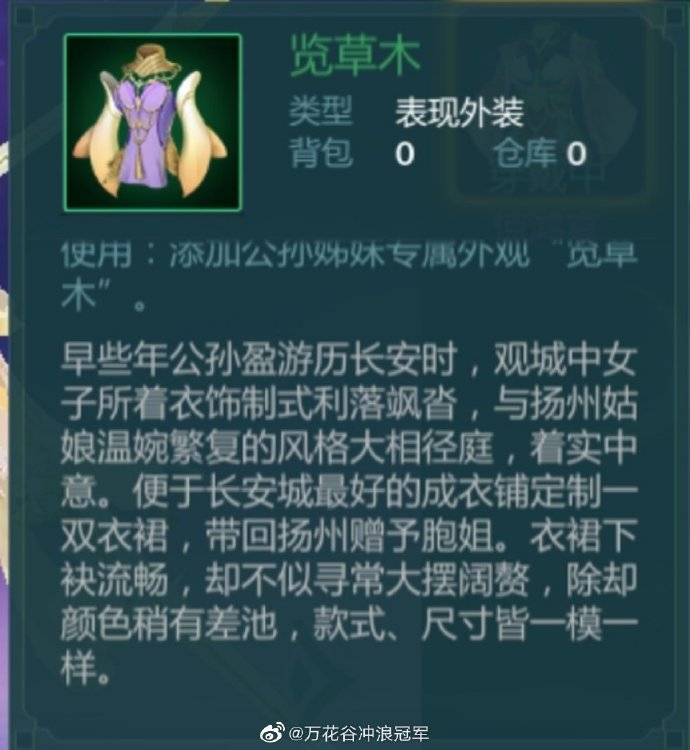 览草木
类型 表现外装
背包 0 仓库 0
穿戴中
使用：添加公孙姊妹专属外观“览草
木”。
早些年公孙盈游历长安时，观城中女
子所着衣饰制式利落飒沓，与扬州姑
娘温婉繁复的风格大相径庭，着实中
意。便于长安城最好的成衣铺定制一
双衣裙，带回扬州赠予胞姐。衣裙下
袂流畅，却不似寻常大摆阔赘，除却
颜色稍有差池，款式、尺寸皆一模一
样。
@万花谷冲浪冠军